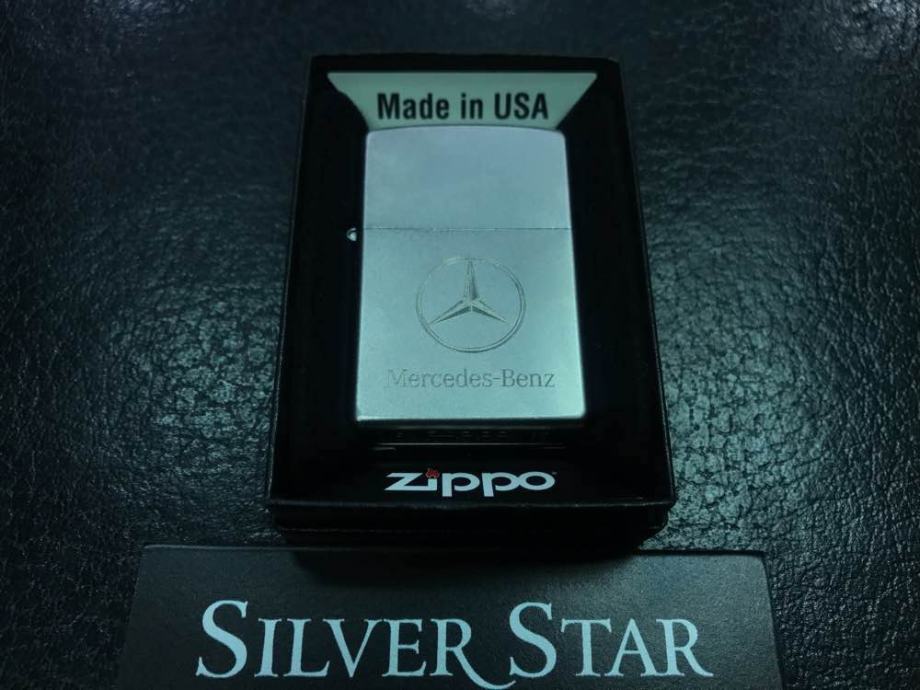 Made in USA
Mercedes-Benz
zippo
SILVER STAR